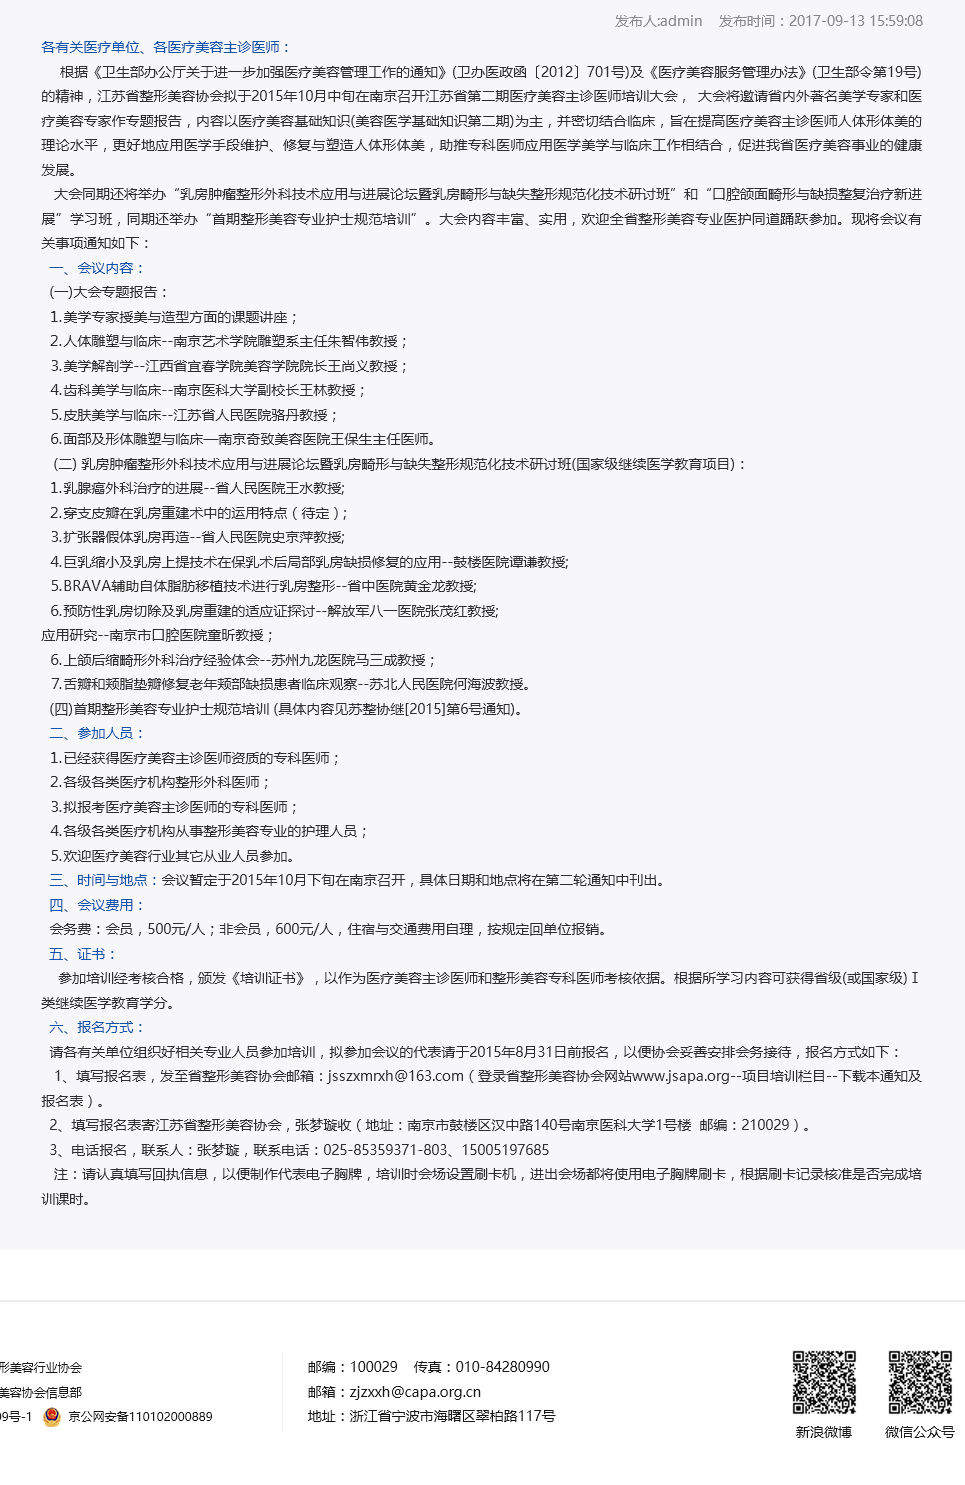 发布人:admin 发布时间：2017-09-13 15:59:08
各有关医疗单位、各医疗美容主诊医师：
根据《卫生部办公厅关于进一步加强医疗美容管理工作的通知》(卫办医政函〔2012〕701号)及《医疗美容服务管理办法》(卫生部令第19号)
的精神，江苏省整形美容协会拟于2015年10月中旬在南京召开江苏省第二期医疗美容主诊医师培训大会， 大会将邀请省内外著名美学专家和医
疗美容专家作专题报告，内容以医疗美容基础知识(美容医学基础知识第二期)为主，并密切结合临床，旨在提高医疗美容主诊医师人体形体美的
理论水平，更好地应用医学手段维护、修复与塑造人体形体美，助推专科医师应用医学美学与临床工作相结合，促进我省医疗美容事业的健康
发展。
大会同期还将举办“乳房肿瘤整形外科技术应用与进展论坛暨乳房畸形与缺失整形规范化技术研讨班”和“口腔颌面畸形与缺损整复治疗新进
展”学习班，同期还举办“首期整形美容专业护士规范培训”。大会内容丰富、实用，欢迎全省整形美容专业医护同道踊跃参加。现将会议有
关事项通知如下：
一、会议内容：
(一)大会专题报告：
1.美学专家授美与造型方面的课题讲座；
2.人体雕塑与临床--南京艺术学院雕塑系主任朱智伟教授；
3.美学解剖学--江西省宜春学院美容学院院长王尚义教授；
4.齿科美学与临床--南京医科大学副校长王林教授；
5.皮肤美学与临床--江苏省人民医院骆丹教授；
6.面部及形体雕塑与临床—南京奇致美容医院王保生主任医师。
(二) 乳房肿瘤整形外科技术应用与进展论坛暨乳房畸形与缺失整形规范化技术研讨班(国家级继续医学教育项目)：
1.乳腺癌外科治疗的进展--省人民医院王水教授;
2.穿支皮瓣在乳房重建术中的运用特点（待定）;
3.扩张器假体乳房再造--省人民医院史京萍教授;
4.巨乳缩小及乳房上提技术在保乳术后局部乳房缺损修复的应用--鼓楼医院谭谦教授;
5.BRAVA辅助自体脂肪移植技术进行乳房整形--省中医院黄金龙教授;
6.预防性乳房切除及乳房重建的适应证探讨--解放军八一医院张茂红教授;
应用研究--南京市口腔医院童昕教授；
6.上颌后缩畸形外科治疗经验体会--苏州九龙医院马三成教授；
7.舌瓣和颊脂垫瓣修复老年颊部缺损患者临床观察--苏北人民医院何海波教授。
(四)首期整形美容专业护士规范培训 (具体内容见苏整协继[2015]第6号通知)。
二、参加人员：
1.已经获得医疗美容主诊医师资质的专科医师；
2.各级各类医疗机构整形外科医师；
3.拟报考医疗美容主诊医师的专科医师；
4.各级各类医疗机构从事整形美容专业的护理人员；
5.欢迎医疗美容行业其它从业人员参加。
三、时间与地点：会议暂定于2015年10月下旬在南京召开，具体日期和地点将在第二轮通知中刊出。
四、会议费用：
会务费：会员，500元/人；非会员，600元/人，住宿与交通费用自理，按规定回单位报销。
五、证书：
参加培训经考核合格，颁发《培训证书》，以作为医疗美容主诊医师和整形美容专科医师考核依据。根据所学习内容可获得省级(或国家级)Ⅰ
类继续医学教育学分。
六、报名方式：
请各有关单位组织好相关专业人员参加培训，拟参加会议的代表请于2015年8月31日前报名，以便协会妥善安排会务接待，报名方式如下：
1、填写报名表，发至省整形美容协会邮箱：jsszxmrxh@163.com（登录省整形美容协会网站www.jsapa.org--项目培训栏目--下载本通知及
报名表）。
2、填写报名表寄江苏省整形美容协会，张梦璇收（地址：南京市鼓楼区汉中路140号南京医科大学1号楼 邮编：210029）。
3、电话报名，联系人：张梦璇，联系电话：025-85359371-803、15005197685
注：请认真填写回执信息，以便制作代表电子胸牌，培训时会场设置刷卡机，进出会场都将使用电子胸牌刷卡，根据刷卡记录核准是否完成培
训课时。
形美容行业协会
美容协会信息部
09号-1 京公网安备110102000889
邮编：100029 传真：010-84280990
邮箱：zjzxxh@capa.org.cn
地址：浙江省宁波市海曙区翠柏路117号
新浪微博 微信公众号